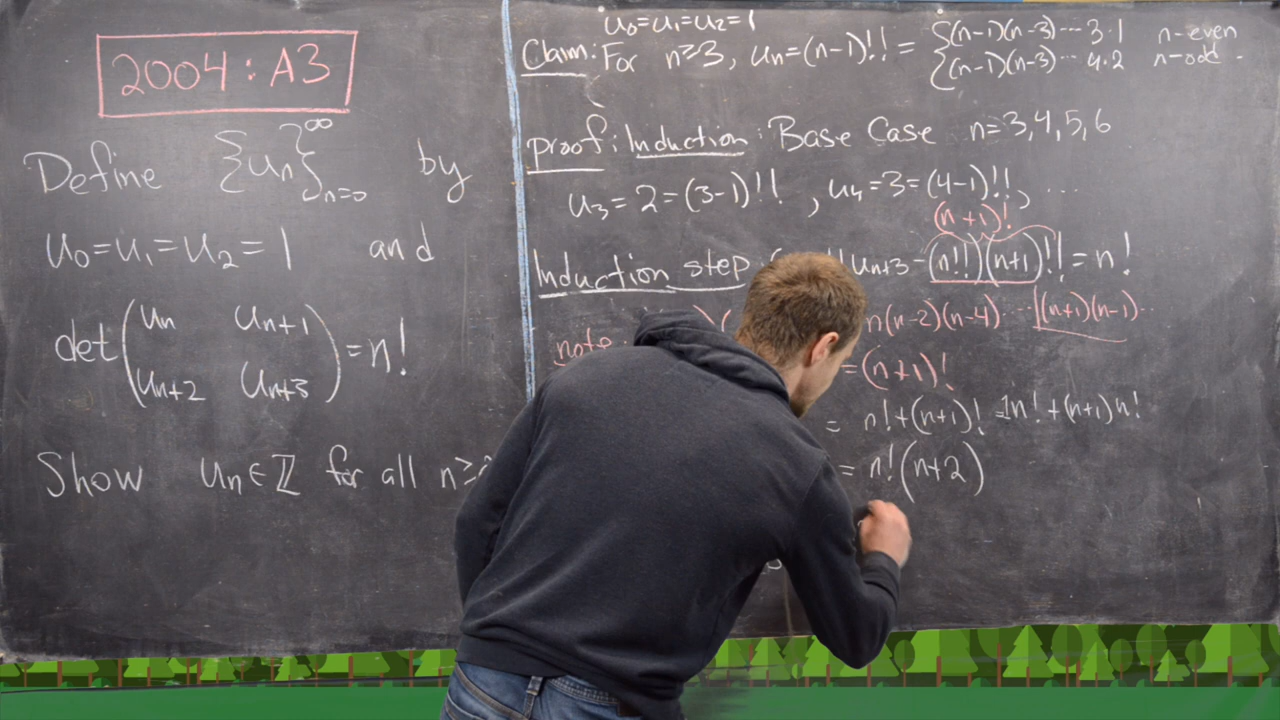 2004: A3
Define {un}∞n=0 by
u0=u1=u2=1 and
det(un un+1
un+2 un+3)=n!
Show un∈ℤ for all n≥
u0=u1=u2=1
Claim: For n≥3, un=(n-1)!! = {(n-1)(n-3)···3·1 n-even
{(n-1)(n-3)···4·2 n-odd.
proof: Induction: Base Case n=3,4,5,6
u3=2=(3-1)!!, u4=3=(4-1)!!, ...
(n+1)!
Induction step: un+3-(n!!)(n+1)!!=n!
note: n(n-2)(n-4)···(n+1)(n-1)··
=(n+1)!
= n!+(n+1)! =1n!+(n+1)n!
= n!(n+2)